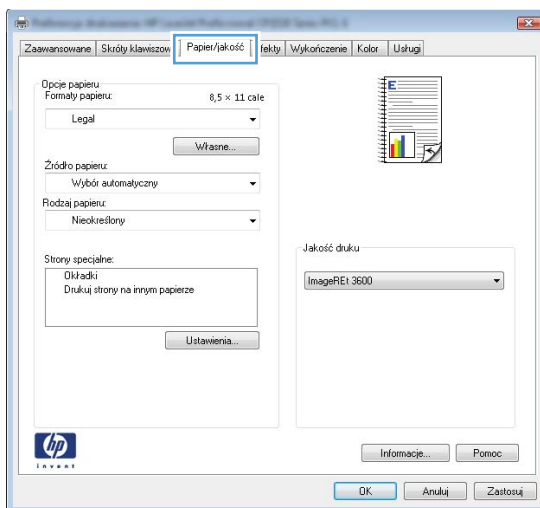 Zaawansowane Skróty klawiszow Papier/jakość fekty Wykończenie Kolor Usługi
Opcje papieru
Formaty papieru: 8,5 × 11 cale
Legal
Własne...
Źródło papieru:
Wybór automatyczny
Rodzaj papieru:
Nieokreślony
Strony specjalne:
Okładki
Drukuj strony na innym papierze
Ustawienia...
E
Jakość druku
ImageREt 3600
hp
invent
Informacje... Pomoc
OK Anuluj Zastosuj